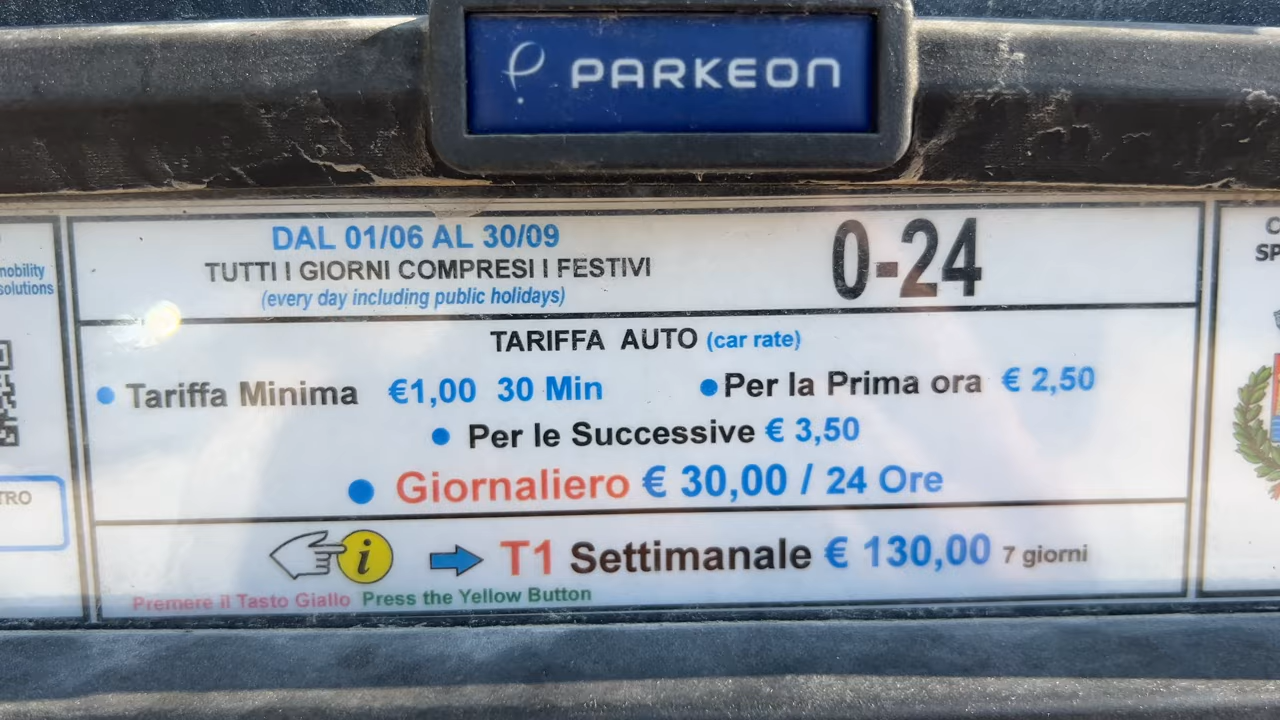 PARKEON
DAL 01/06 AL 30/09
TUTTI I GIORNI COMPRESI I FESTIVI
(every day including public holidays)
0-24
TARIFFA AUTO (car rate)
Tariffa Minima €1,00 30 Min
Per la Prima ora € 2,50
Per le Successive € 3,50
Giornaliero € 30,00 / 24 Ore
i T1 Settimanale € 130,00 7 giorni
Premere il Tasto Giallo Press the Yellow Button
mobility
solutions